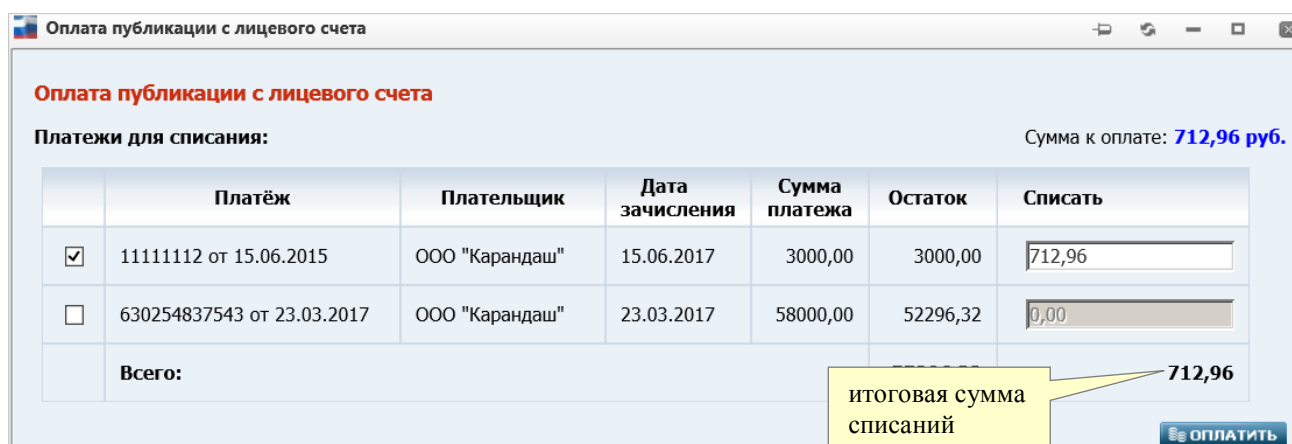 Оплата публикации с лицевого счета
Оплата публикации с лицевого счета
Платежи для списания: Сумма к оплате: 712,96 руб.
Платёж Плательщик Дата зачисления Сумма платежа Остаток Списать
11111112 от 15.06.2015 ООО "Карандаш" 15.06.2017 3000,00 3000,00 712,96
630254837543 от 23.03.2017 ООО "Карандаш" 23.03.2017 58000,00 52296,32 0,00
Всего: 712,96
итоговая сумма
списаний
ОПЛАТИТЬ